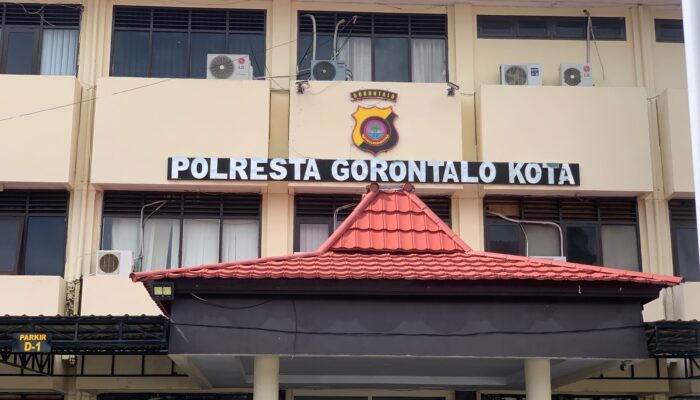 GORONTALO
POLRESTA GORONTALO KOTA
PARKIR
D-1